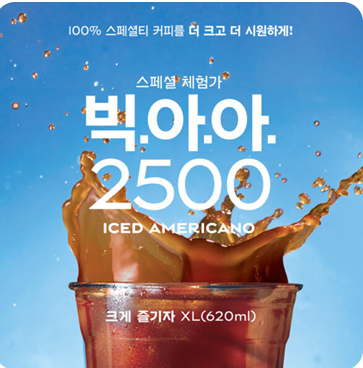 100% 스페셜티 커피를 더 크고 더 시원하게!
스페셜 체험가
빅.아.아.
2500
ICED AMERICANO
크게 즐기자 XL(620ml)